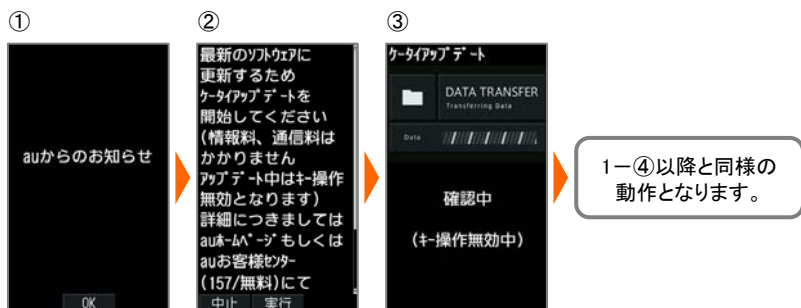 ①
②
③
auからのお知らせ
OK
最新のｿﾌﾄｳｪｱに
更新するため
ｹｰﾀｲｱｯﾌﾟﾃﾞｰﾄを
開始してください
(情報料、通信料は
かかりません
ｱｯﾌﾟﾃﾞｰﾄ中はｷｰ操作
無効となります)
詳細につきましては
auﾎｰﾑﾍﾟｰｼﾞもしくは
auお客様ｾﾝﾀｰ
(157/無料)にて
中止 実行
ｹｰﾀｲｱｯﾌﾟﾃﾞｰﾄ
DATA TRANSFER
Transferring Data
Data
確認中
(ｷｰ操作無効中)
1－④以降と同様の
動作となります。